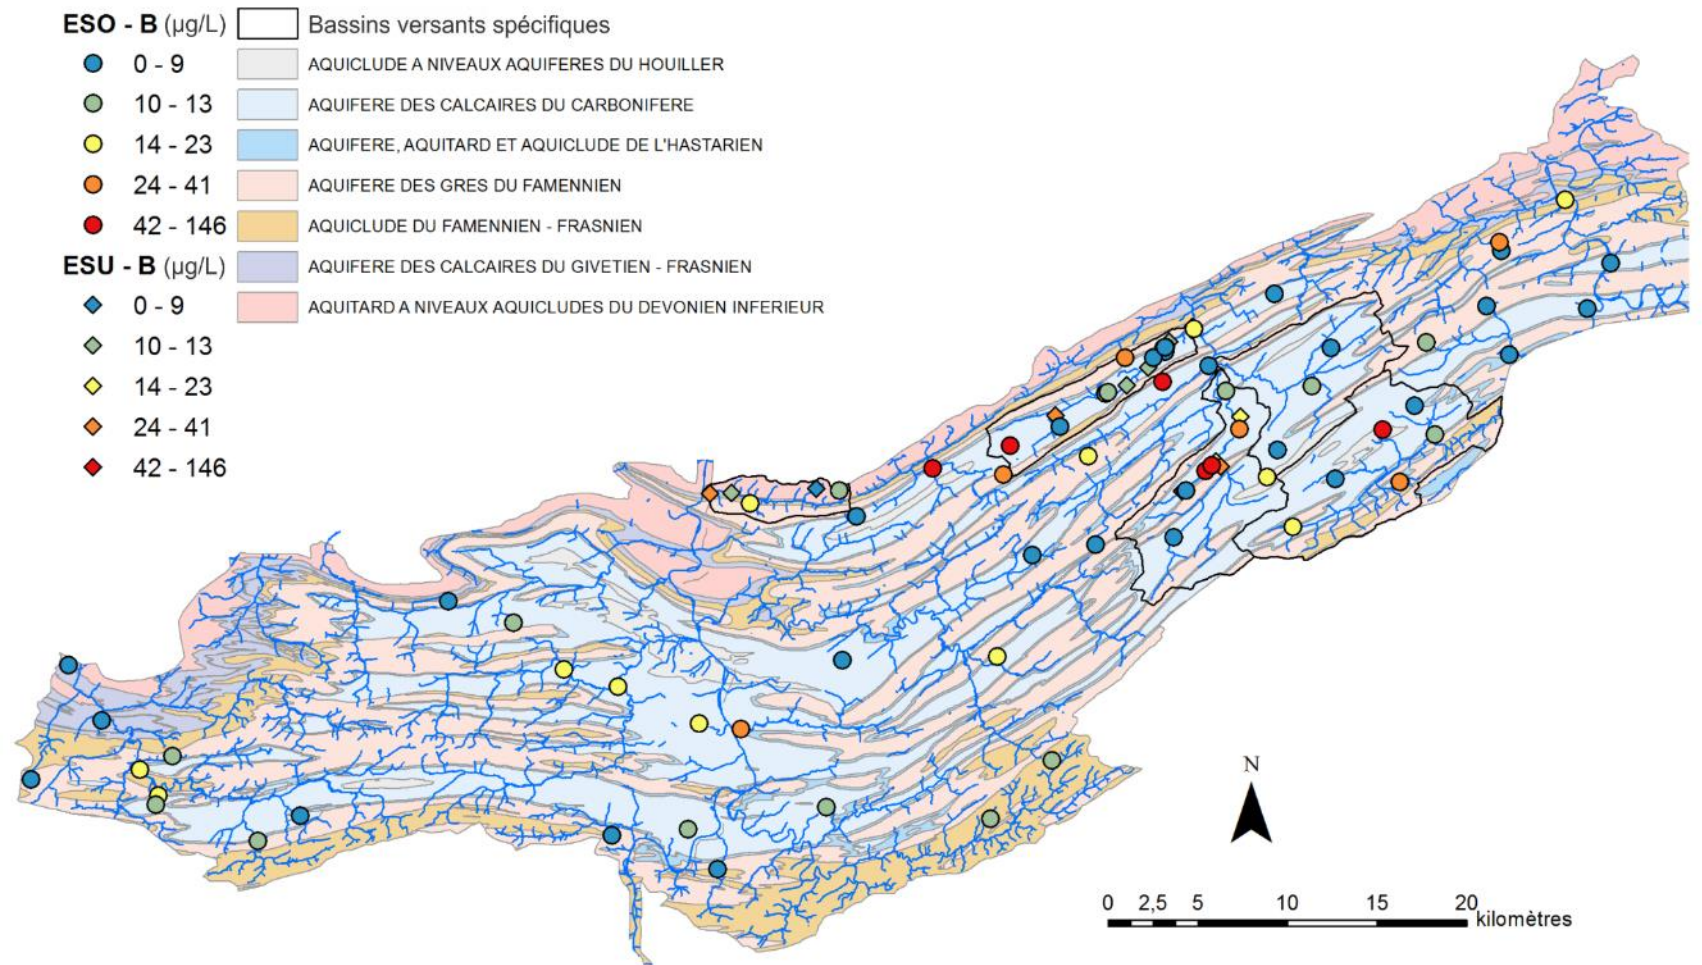 ESO - B (µg/L) Bassins versants spécifiques
0 - 9 AQUICLUDE A NIVEAUX AQUIFERES DU HOUILLER
10 - 13 AQUIFERE DES CALCAIRES DU CARBONIFERE
14 - 23 AQUIFERE, AQUITARD ET AQUICLUDE DE L'HASTARIEN
24 - 41 AQUIFERE DES GRES DU FAMENNIEN
42 - 146 AQUICLUDE DU FAMENNIEN - FRASNIEN
ESU - B (µg/L) AQUIFERE DES CALCAIRES DU GIVETIEN - FRASNIEN
0 - 9 AQUITARD A NIVEAUX AQUICLUDES DU DEVONIEN INFERIEUR
10 - 13
14 - 23
24 - 41
42 - 146
N
0 2,5 5 10 15 20
kilomètres